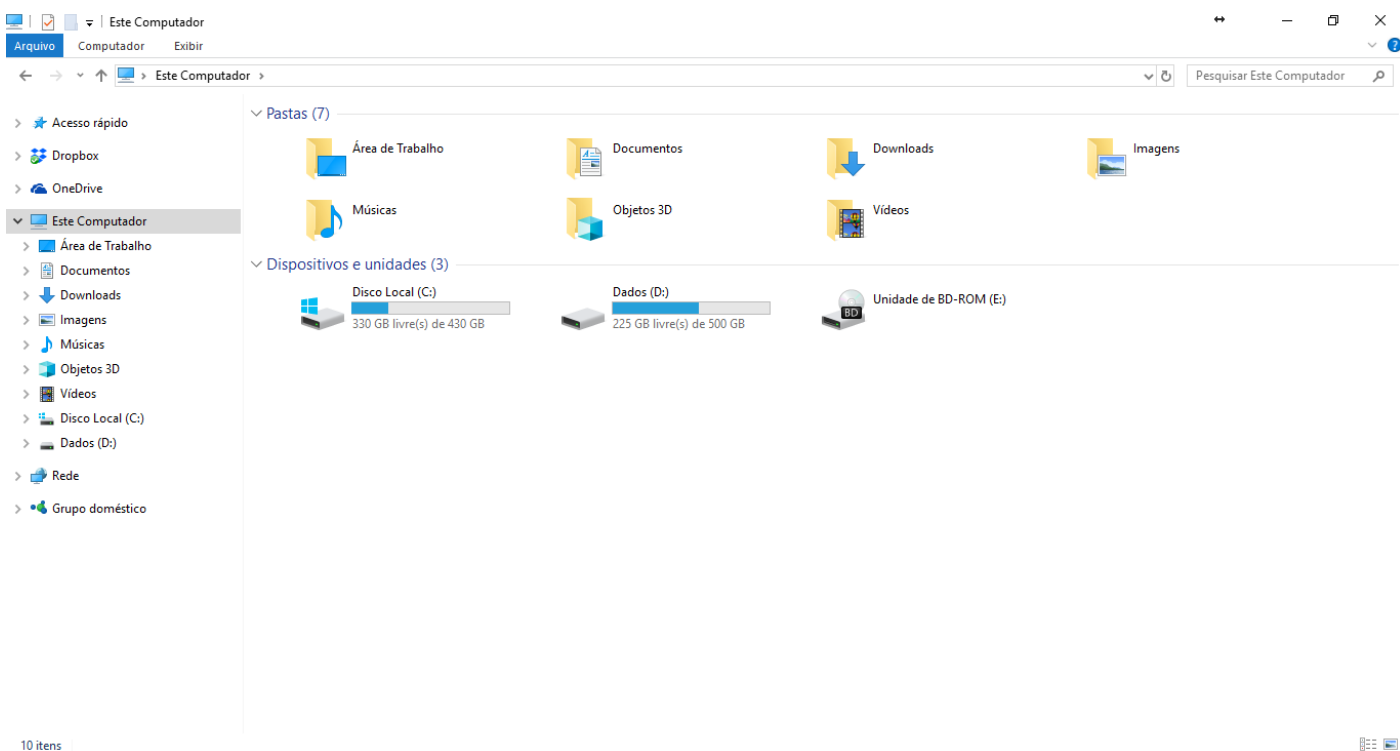 Este Computador
Arquivo Computador Exibir
Este Computador
Pesquisar Este Computador
Acesso rápido
Dropbox
OneDrive
Este Computador
Área de Trabalho
Documentos
Downloads
Imagens
Músicas
Objetos 3D
Vídeos
Disco Local (C:)
Dados (D:)
Rede
Grupo doméstico
Pastas (7)
Área de Trabalho
Documentos
Downloads
Imagens
Músicas
Objetos 3D
Vídeos
Dispositivos e unidades (3)
Disco Local (C:)
330 GB livre(s) de 430 GB
Dados (D:)
225 GB livre(s) de 500 GB
BD
Unidade de BD-ROM (E:)
10 itens